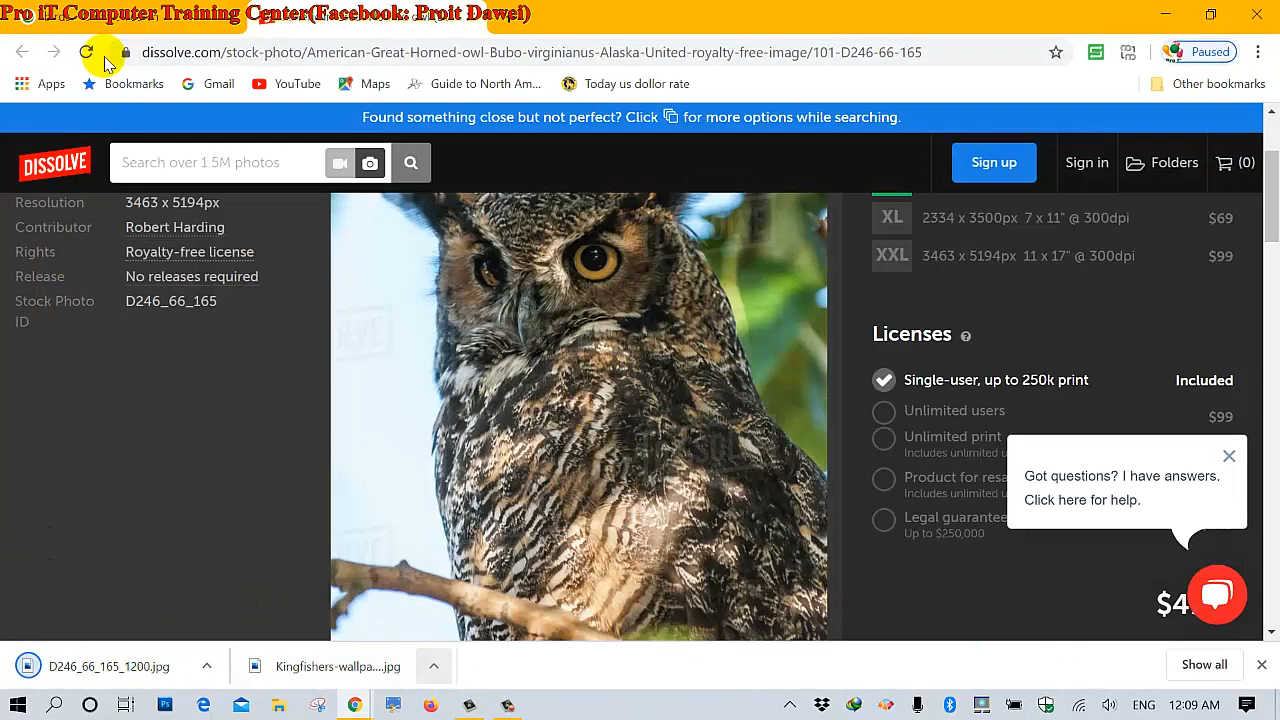 Pro iT.Computer Training Center(Facebook: Proit Dawei)
dissolve.com/stock-photo/American-Great-Horned-owl-Bubo-virginianus-Alaska-United-royalty-free-image/101-D246-66-165
Paused
Apps
Bookmarks
Gmail
YouTube
Maps
Guide to North Am...
Today us dollor rate
Other bookmarks
Found something close but not perfect? Click for more options while searching.
DISSOLVE
Search over 1.5M photos
Sign up
Sign in
Folders
(0)
Resolution 3463 x 5194px
Contributor Robert Harding
Rights Royalty-free license
Release No releases required
Stock Photo ID D246_66_165
XL 2334 x 3500px 7 x 11" @ 300dpi $69
XXL 3463 x 5194px 11 x 17" @ 300dpi $99
Licenses ?
Single-user, up to 250k print Included
Unlimited users $99
Unlimited print
Includes unlimited u
Product for resa
Includes unlimited u
Legal guarantee
Up to $250,000
Got questions? I have answers.
Click here for help.
$4
D246_66_165_1200.jpg
Kingfishers-wallpa....jpg
Show all
Ps
ENG
12:09 AM